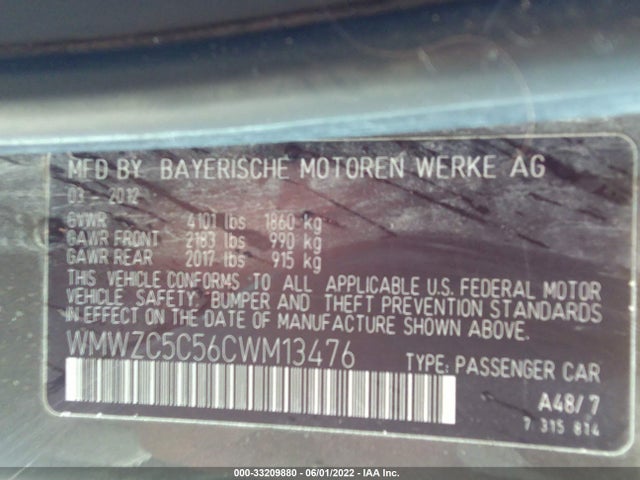 MFD BY BAYERISCHE MOTOREN WERKE AG
03 - 2012
GVWR 4101 lbs 1860 kg
GAWR FRONT 2183 lbs 990 kg
GAWR REAR 2017 lbs 915 kg
THIS VEHICLE CONFORMS TO ALL APPLICABLE U.S. FEDERAL MOTOR
VEHICLE SAFETY, BUMPER AND THEFT PREVENTION STANDARDS
IN EFFECT ON THE DATE OF MANUFACTURE SHOWN ABOVE.
WMWZC5C56CWM13476
TYPE: PASSENGER CAR
A48/ 7
7 315 814
000-33209880 - 06/01/2022 - IAA Inc.